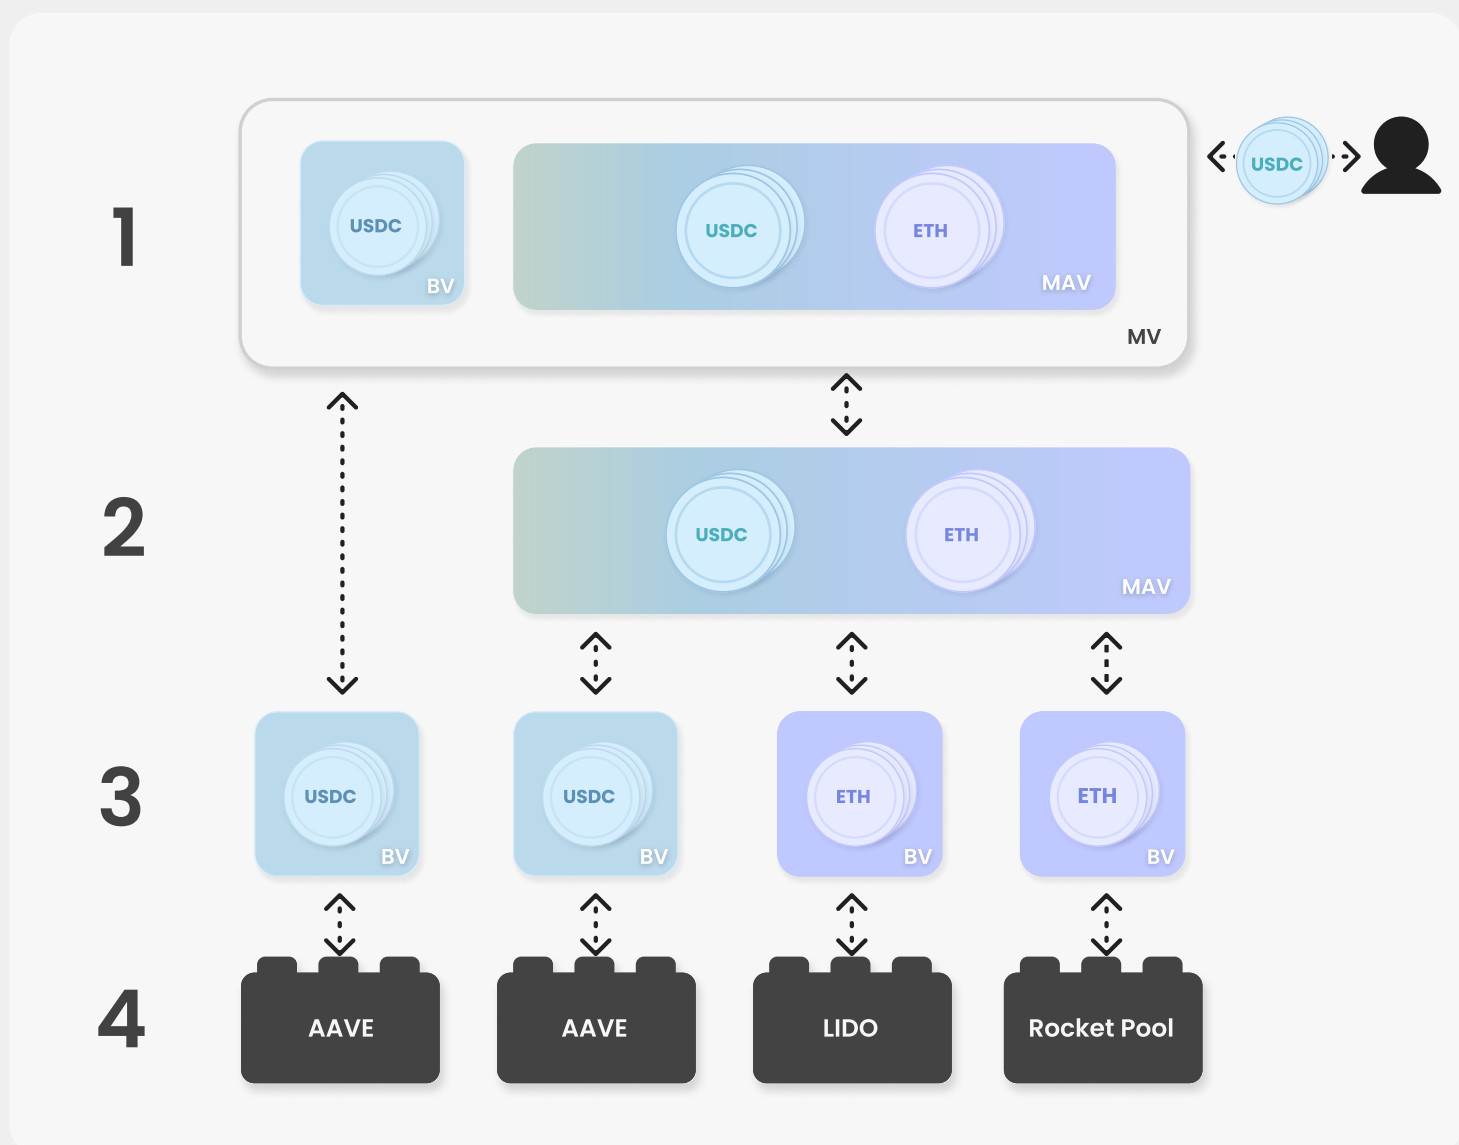 1
USDC
BV
USDC
ETH
MAV
MV
USDC
2
USDC
ETH
MAV
3
USDC
BV
USDC
BV
ETH
BV
ETH
BV
4
AAVE
AAVE
LIDO
Rocket Pool